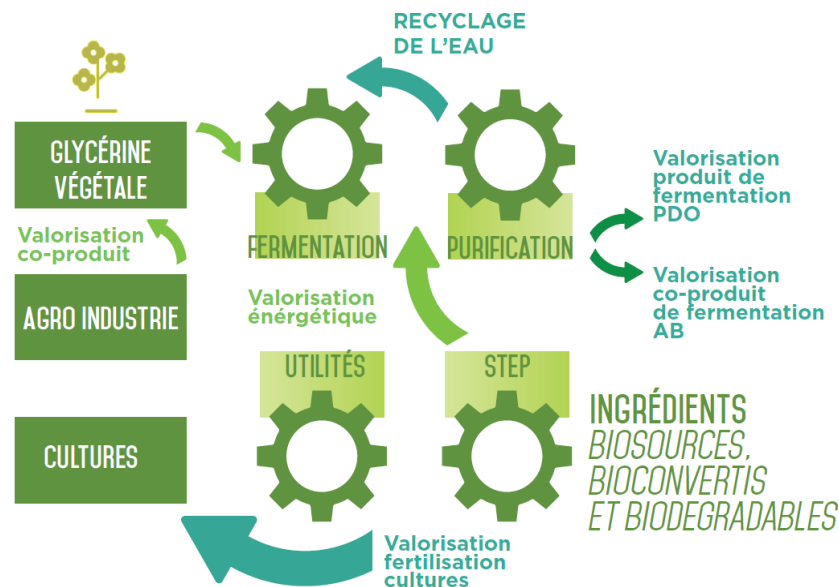 RECYCLAGE
DE L'EAU
GLYCÉRINE
VÉGÉTALE
Valorisation
co-produit
AGRO INDUSTRIE
CULTURES
FERMENTATION
PURIFICATION
Valorisation
produit de
fermentation
PDO
Valorisation
co-produit
de fermentation
AB
Valorisation
énérgétique
UTILITÉS
STEP
INGRÉDIENTS
BIOSOURCES,
BIOCONVERTIS
ET BIODEGRADABLES
Valorisation
fertilisation
cultures